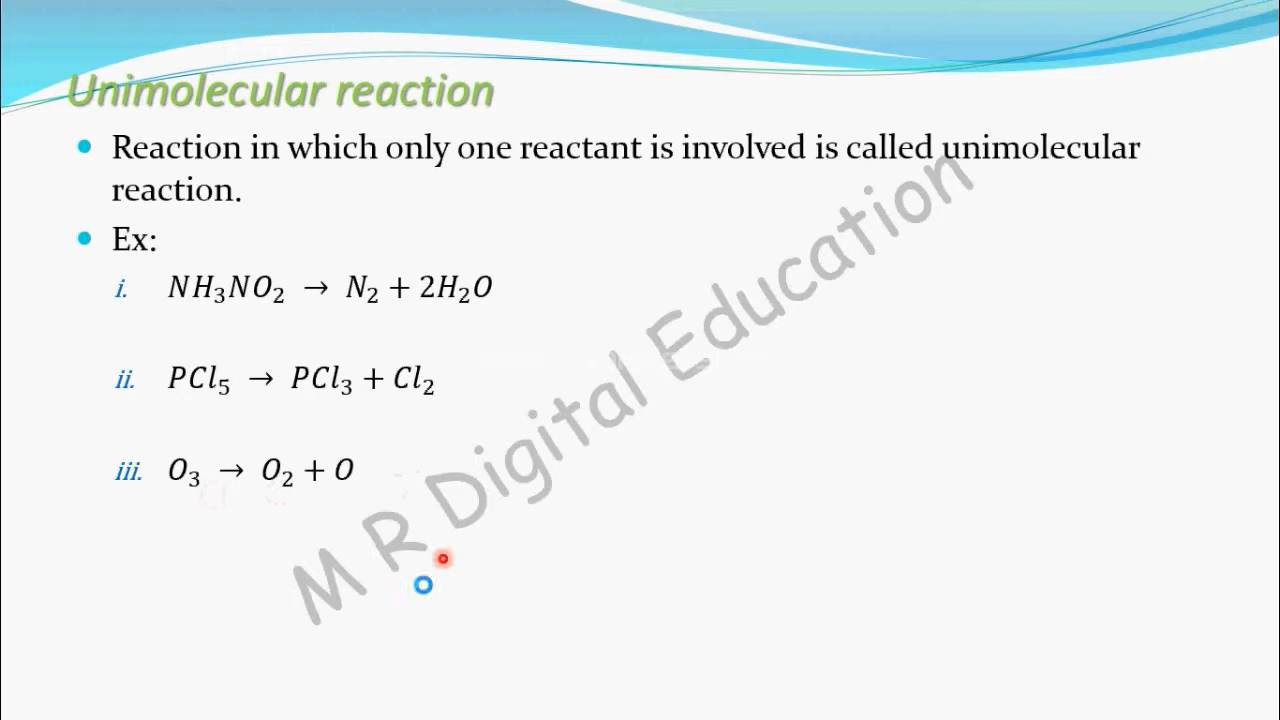 Unimolecular reaction
• Reaction in which only one reactant is involved is called unimolecular
reaction.
• Ex:
i. NH₃NO₂ → N₂ + 2H₂O
ii. PCl₅ → PCl₃ + Cl₂
iii. O₃ → O₂ + O
M R Digital Education